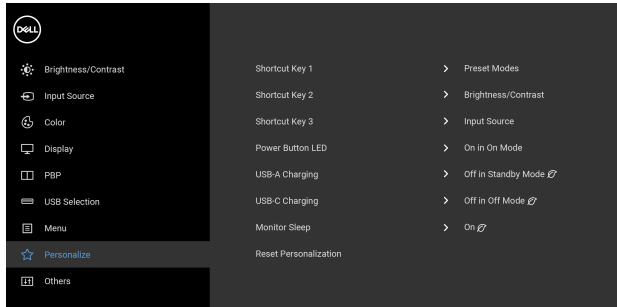 DELL
Brightness/Contrast
Input Source
Color
Display
PBP
USB Selection
Menu
Personalize
Others
Shortcut Key 1 Preset Modes
Shortcut Key 2 Brightness/Contrast
Shortcut Key 3 Input Source
Power Button LED On in On Mode
USB-A Charging Off in Standby Mode
USB-C Charging Off in Off Mode
Monitor Sleep On
Reset Personalization